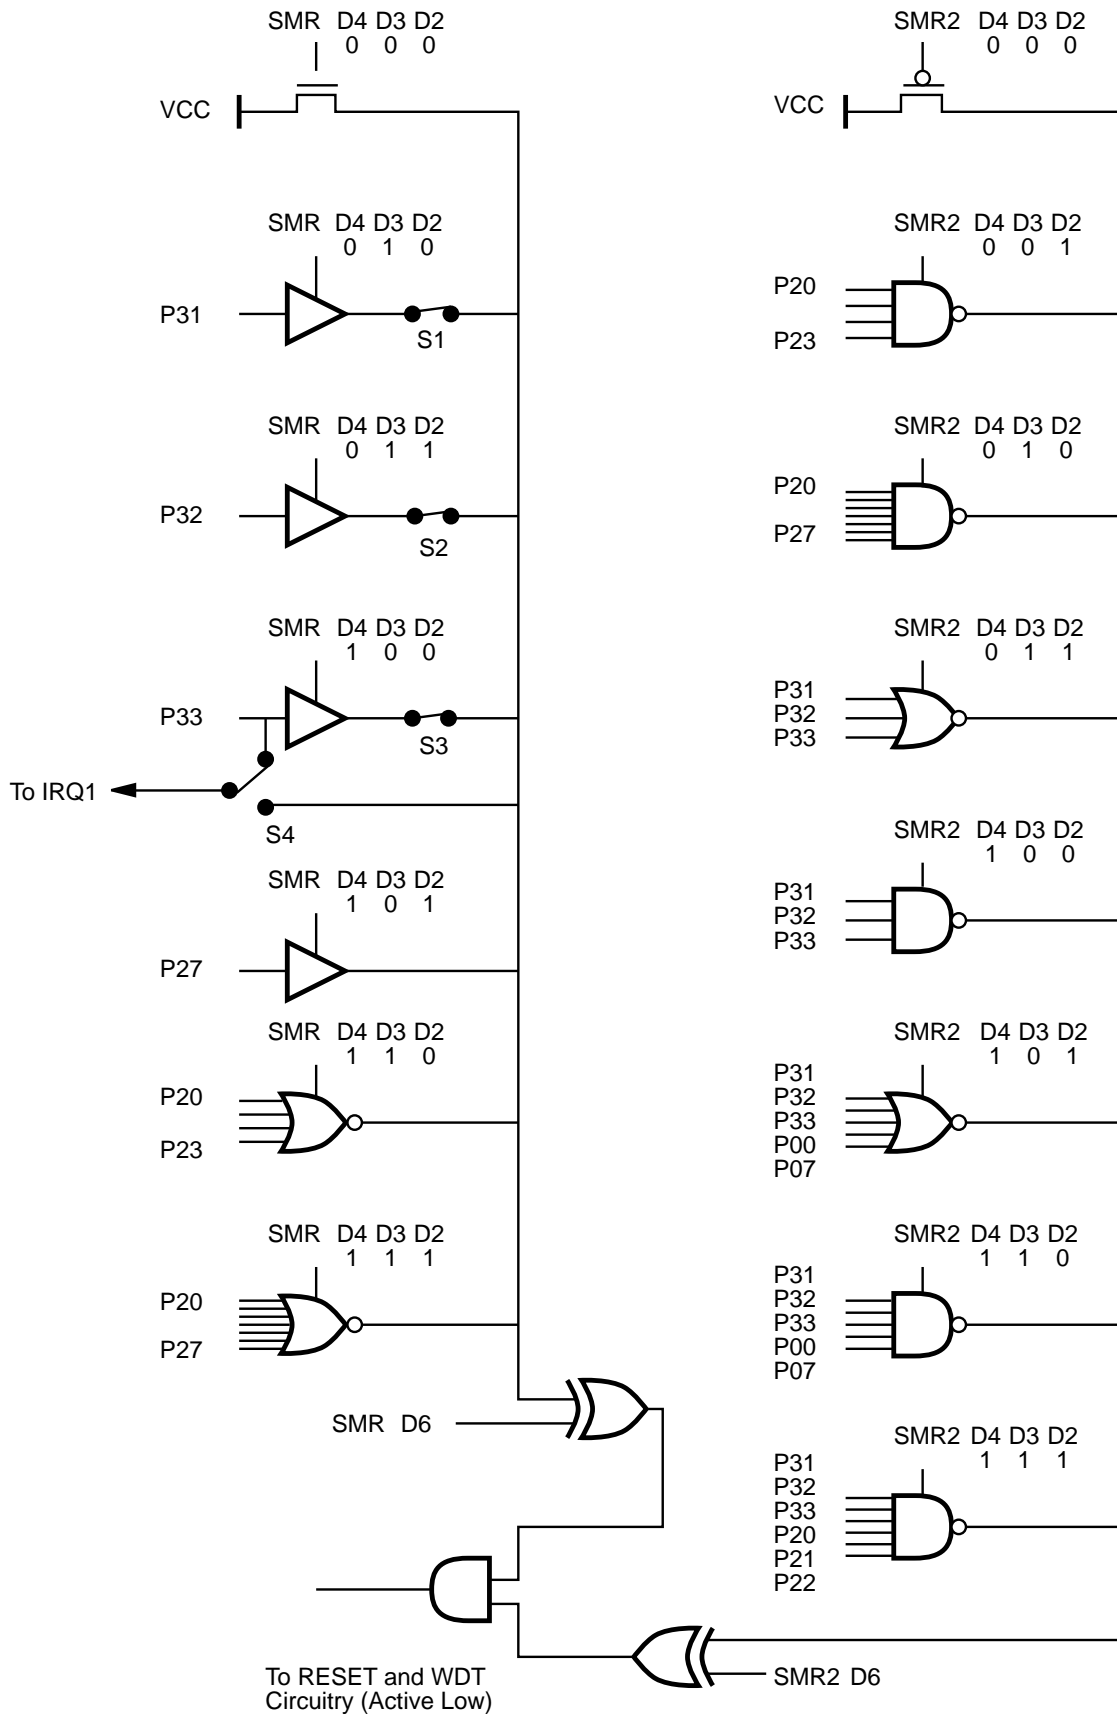 SMR D4 D3 D2
0 0 0
VCC
SMR D4 D3 D2
0 1 0
P31
S1
SMR D4 D3 D2
0 1 1
P32
S2
SMR D4 D3 D2
1 0 0
P33
S3
To IRQ1
S4
SMR D4 D3 D2
1 0 1
P27
SMR D4 D3 D2
1 1 0
P20
P23
SMR D4 D3 D2
1 1 1
P20
P27
SMR D6
To RESET and WDT
Circuitry (Active Low)
SMR2 D4 D3 D2
0 0 0
VCC
SMR2 D4 D3 D2
0 0 1
P20
P23
SMR2 D4 D3 D2
0 1 0
P20
P27
SMR2 D4 D3 D2
0 1 1
P31
P32
P33
SMR2 D4 D3 D2
1 0 0
P31
P32
P33
SMR2 D4 D3 D2
1 0 1
P31
P32
P33
P00
P07
SMR2 D4 D3 D2
1 1 0
P31
P32
P33
P00
P07
SMR2 D4 D3 D2
1 1 1
P31
P32
P33
P20
P21
P22
SMR2 D6